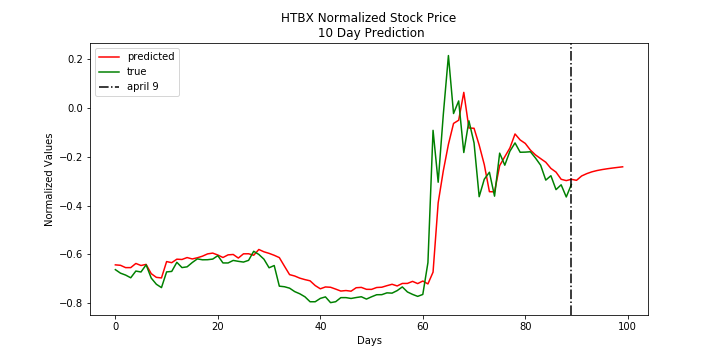 HTBX Normalized Stock Price
10 Day Prediction
predicted
true
april 9
Normalized Values
0.2
0.0
−0.2
−0.4
−0.6
−0.8
0 20 40 60 80 100
Days